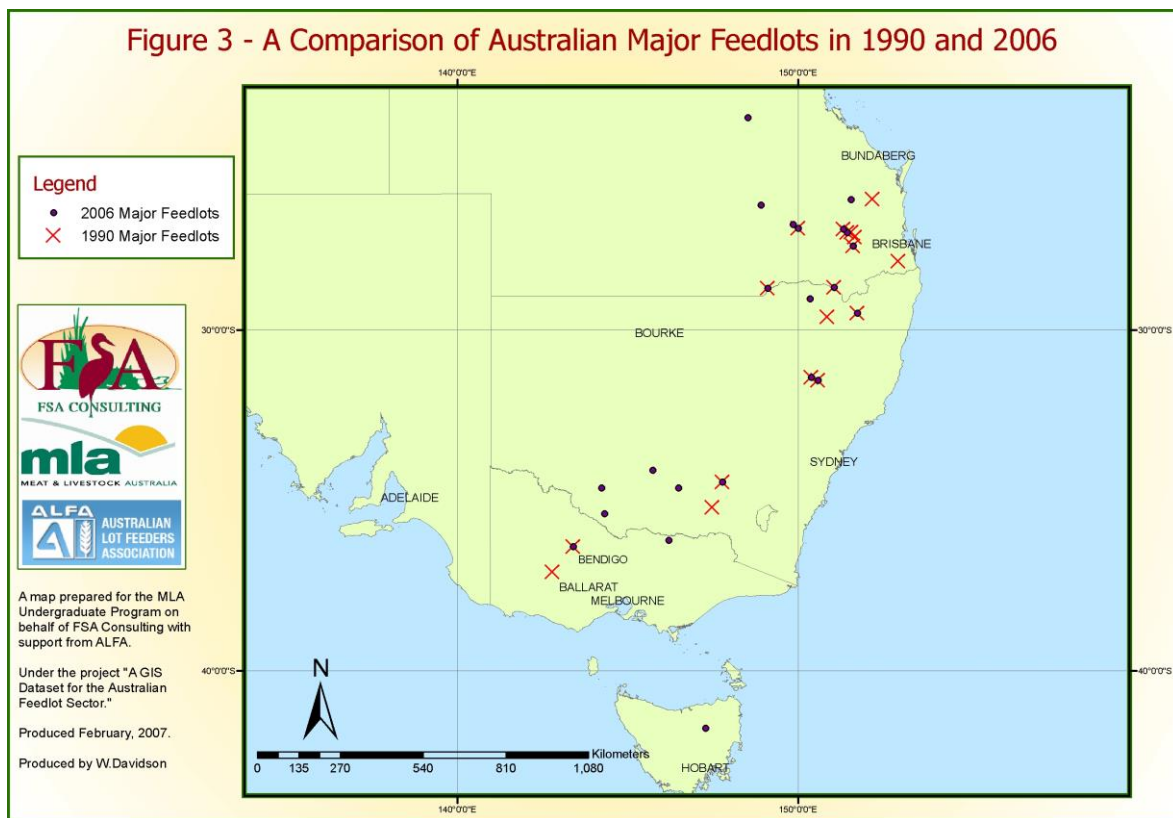 Figure 3 - A Comparison of Australian Major Feedlots in 1990 and 2006
140°0'0"E
150°0'0"E
Legend
2006 Major Feedlots
1990 Major Feedlots
BUNDABERG
BRISBANE
30°0'0"S
30°0'0"S
BOURKE
FSA
FSA CONSULTING
mla
MEAT & LIVESTOCK AUSTRALIA
SYDNEY
ADELAIDE
ALFA
AUSTRALIAN
LOT FEEDERS
ASSOCIATION
BENDIGO
BALLARAT
MELBOURNE
A map prepared for the MLA
Undergraduate Program on
behalf of FSA Consulting with
support from ALFA.
Under the project "A GIS
Dataset for the Australian
Feedlot Sector."
Produced February, 2007.
Produced by W.Davidson
40°0'0"S
40°0'0"S
N
Kilometers
0 135 270 540 810 1,080
HOBART
140°0'0"E
150°0'0"E